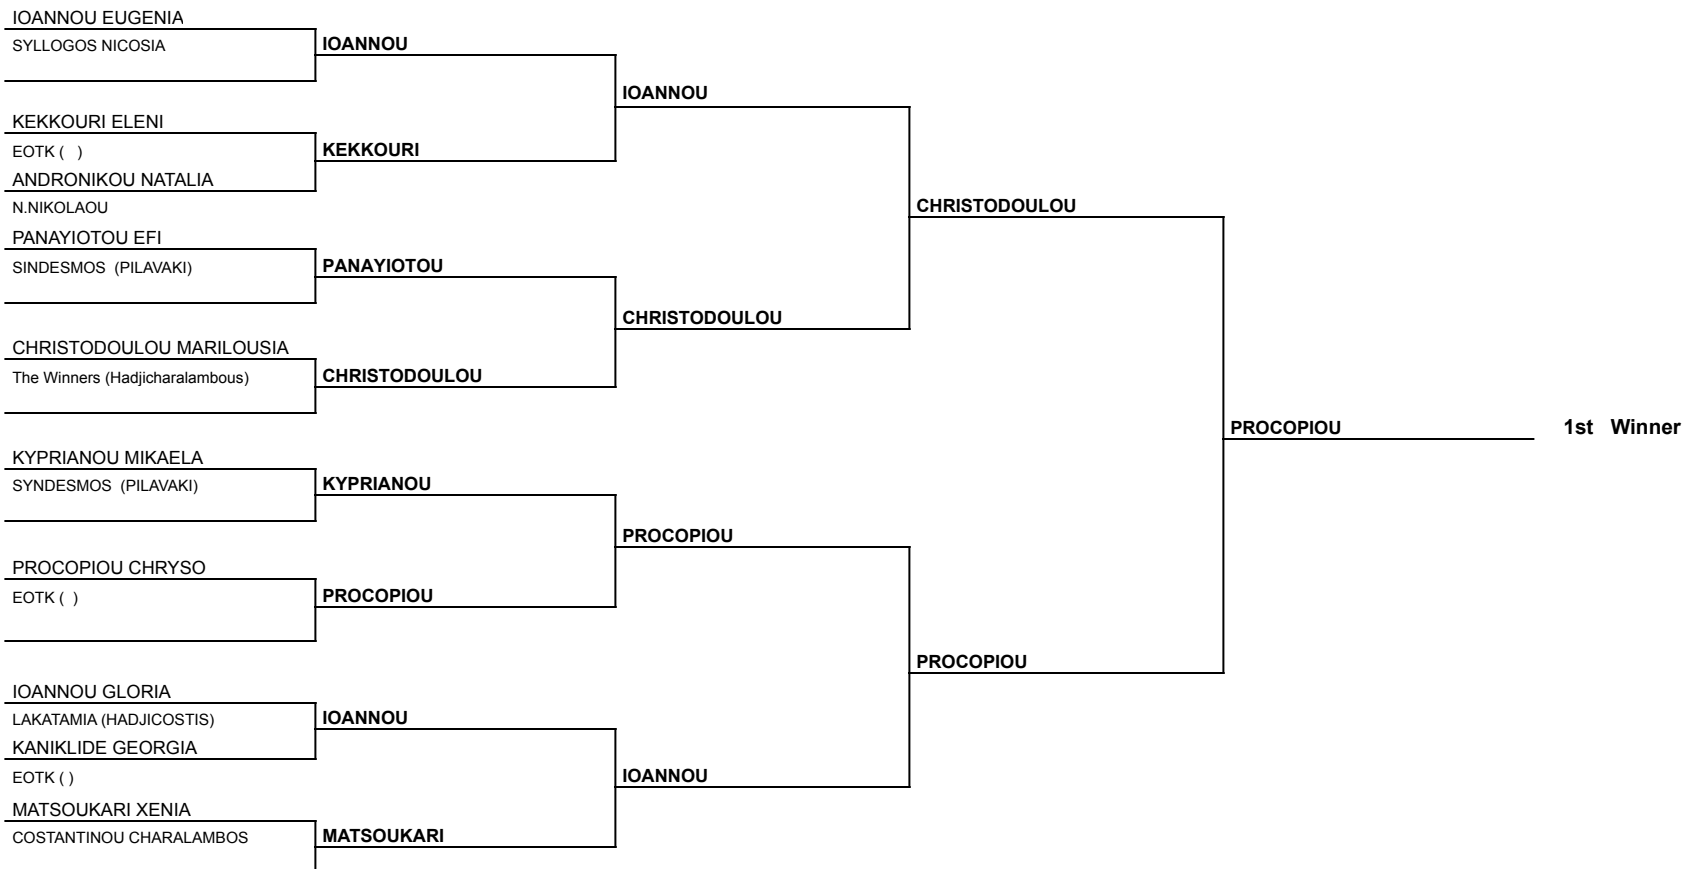 IOANNOU EUGENIA
SYLLOGOS NICOSIA
IOANNOU
IOANNOU
KEKKOURI ELENI
EOTK (   )
KEKKOURI
ANDRONIKOU NATALIA
N.NIKOLAOU
CHRISTODOULOU
PANAYIOTOU EFI
SINDESMOS  (PILAVAKI)
PANAYIOTOU
CHRISTODOULOU
CHRISTODOULOU MARILOUSIA
The Winners (Hadjicharalambous)
CHRISTODOULOU
PROCOPIOU
1st   Winner
KYPRIANOU MIKAELA
SYNDESMOS  (PILAVAKI)
KYPRIANOU
PROCOPIOU
PROCOPIOU CHRYSO
EOTK (  )
PROCOPIOU
PROCOPIOU
IOANNOU GLORIA
LAKATAMIA (HADJICOSTIS)
IOANNOU
KANIKLIDE GEORGIA
EOTK ( )
IOANNOU
MATSOUKARI XENIA
COSTANTINOU CHARALAMBOS
MATSOUKARI